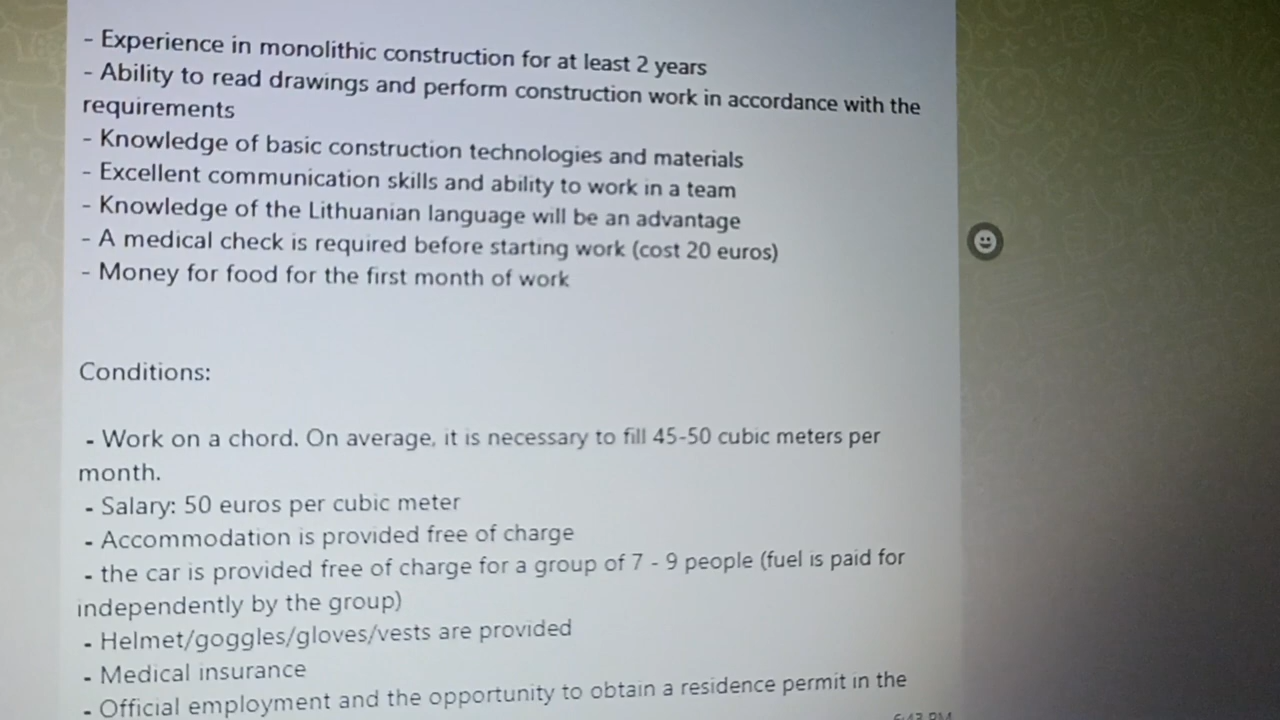 - Experience in monolithic construction for at least 2 years
- Ability to read drawings and perform construction work in accordance with the
requirements
- Knowledge of basic construction technologies and materials
- Excellent communication skills and ability to work in a team
- Knowledge of the Lithuanian language will be an advantage
- A medical check is required before starting work (cost 20 euros)
- Money for food for the first month of work
Conditions:
- Work on a chord. On average, it is necessary to fill 45-50 cubic meters per
month.
- Salary: 50 euros per cubic meter
- Accommodation is provided free of charge
- the car is provided free of charge for a group of 7 - 9 people (fuel is paid for
independently by the group)
- Helmet/goggles/gloves/vests are provided
- Medical insurance
- Official employment and the opportunity to obtain a residence permit in the